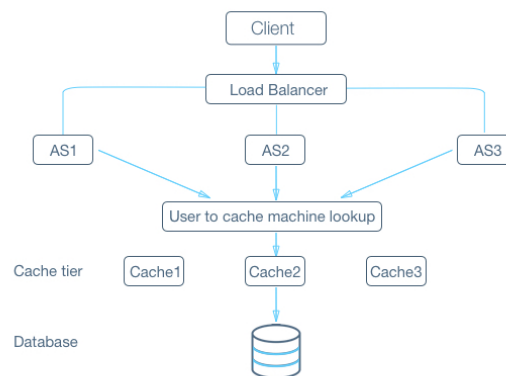 Client
Load Balancer
AS1
AS2
AS3
User to cache machine lookup
Cache tier
Cache1
Cache2
Cache3
Database